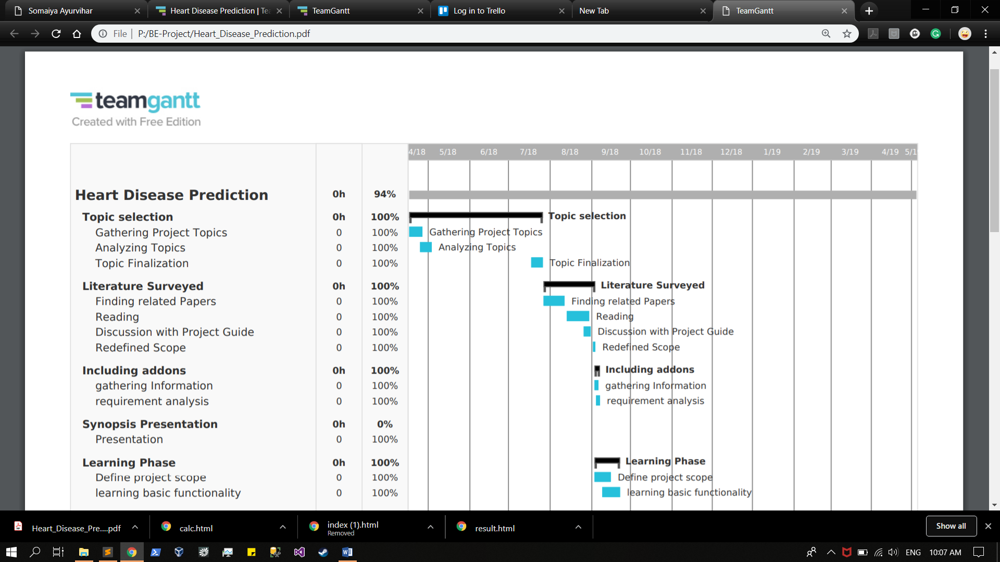 Somaiya Ayurvihar
Heart Disease Prediction | Tea
TeamGantt
Log in to Trello
New Tab
TeamGantt
File | P:/BE-Project/Heart_Disease_Prediction.pdf
teamgantt
Created with Free Edition
4/18 5/18 6/18 7/18 8/18 9/18 10/18 11/18 12/18 1/19 2/19 3/19 4/19 5/1
Heart Disease Prediction 0h 94%
Topic selection 0h 100% Topic selection
Gathering Project Topics 0 100% Gathering Project Topics
Analyzing Topics 0 100% Analyzing Topics
Topic Finalization 0 100% Topic Finalization
Literature Surveyed 0h 100% Literature Surveyed
Finding related Papers 0 100% Finding related Papers
Reading 0 100% Reading
Discussion with Project Guide 0 100% Discussion with Project Guide
Redefined Scope 0 100% Redefined Scope
Including addons 0h 100% Including addons
gathering Information 0 100% gathering Information
requirement analysis 0 100% requirement analysis
Synopsis Presentation 0h 0%
Presentation 0 100%
Learning Phase 0h 100% Learning Phase
Define project scope 0 100% Define project scope
learning basic functionality 0 100% learning basic functionality
Heart_Disease_Pre....pdf
calc.html
index (1).html
Removed
result.html
Show all
ENG 10:07 AM